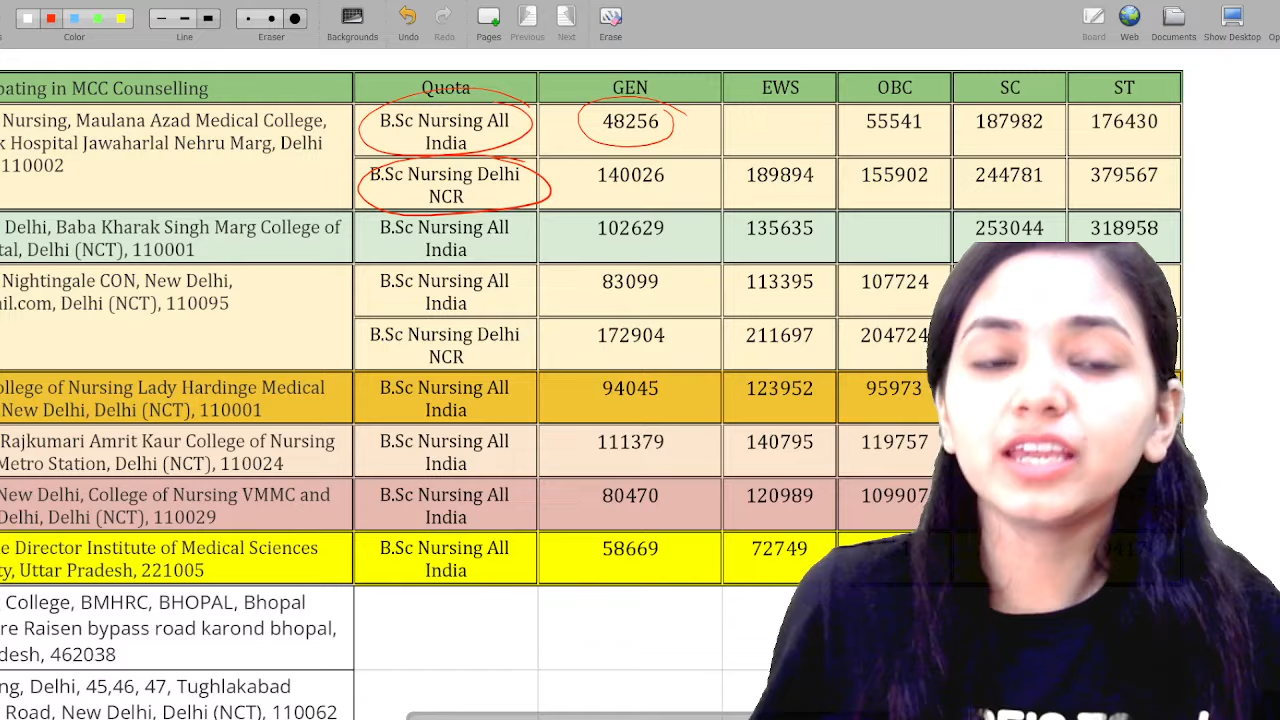 Color
Line
Eraser
Backgrounds
Undo
Redo
Pages
Previous
Next
Erase
Board
Web
Documents
Show Desktop
ating in MCC Counselling
Quota
GEN
EWS
OBC
SC
ST
Nursing, Maulana Azad Medical College,
k Hospital Jawaharlal Nehru Marg, Delhi
110002
B.Sc Nursing All
India
48256
55541
187982
176430
B.Sc Nursing Delhi
NCR
140026
189894
155902
244781
379567
Delhi, Baba Kharak Singh Marg College of
tal, Delhi (NCT), 110001
B.Sc Nursing All
India
102629
135635
253044
318958
Nightingale CON, New Delhi,
ail.com, Delhi (NCT), 110095
B.Sc Nursing All
India
83099
113395
107724
B.Sc Nursing Delhi
NCR
172904
211697
204724
ollege of Nursing Lady Hardinge Medical
New Delhi, Delhi (NCT), 110001
B.Sc Nursing All
India
94045
123952
95973
Rajkumari Amrit Kaur College of Nursing
Metro Station, Delhi (NCT), 110024
B.Sc Nursing All
India
111379
140795
119757
New Delhi, College of Nursing VMMC and
Delhi, Delhi (NCT), 110029
B.Sc Nursing All
India
80470
120989
109907
e Director Institute of Medical Sciences
ty, Uttar Pradesh, 221005
B.Sc Nursing All
India
58669
72749
College, BMHRC, BHOPAL, Bhopal
re Raisen bypass road karond bhopal,
desh, 462038
ng, Delhi, 45,46, 47, Tughlakabad
Road, New Delhi, Delhi (NCT), 110062